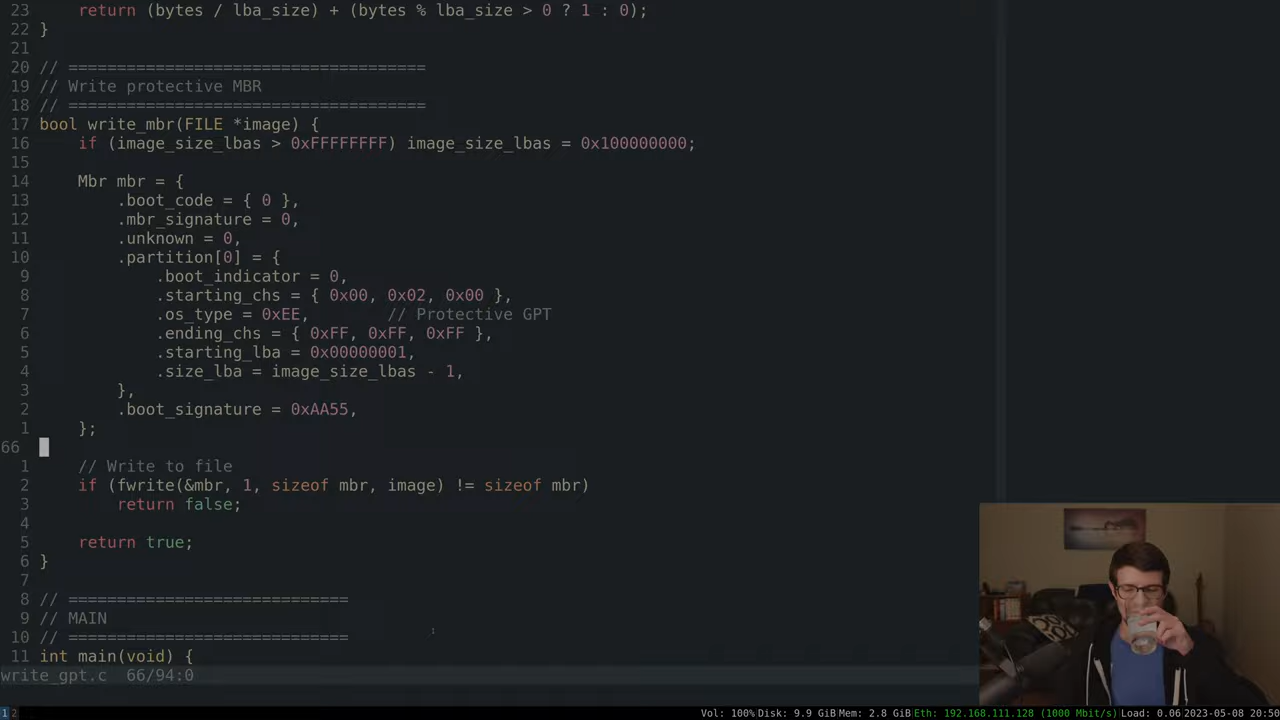 23     return (bytes / lba_size) + (bytes % lba_size > 0 ? 1 : 0);
22 }
21
20 // =====================================
19 // Write protective MBR
18 // =====================================
17 bool write_mbr(FILE *image) {
16     if (image_size_lbas > 0xFFFFFFFF) image_size_lbas = 0x100000000;
15
14     Mbr mbr = {
13         .boot_code = { 0 },
12         .mbr_signature = 0,
11         .unknown = 0,
10         .partition[0] = {
9             .boot_indicator = 0,
8             .starting_chs = { 0x00, 0x02, 0x00 },
7             .os_type = 0xEE,         // Protective GPT
6             .ending_chs = { 0xFF, 0xFF, 0xFF },
5             .starting_lba = 0x00000001,
4             .size_lba = image_size_lbas - 1,
3         },
2         .boot_signature = 0xAA55,
1     };
66
1     // Write to file
2     if (fwrite(&mbr, 1, sizeof mbr, image) != sizeof mbr)
3         return false;
4
5     return true;
6 }
7
8 // =============================
9 // MAIN
10 // =============================
11 int main(void) {
write_gpt.c  66/94:0
1 2 Vol: 100% Disk: 9.9 GiB Mem: 2.8 GiB Eth: 192.168.111.128 (1000 Mbit/s) Load: 0.06 2023-05-08 20:50